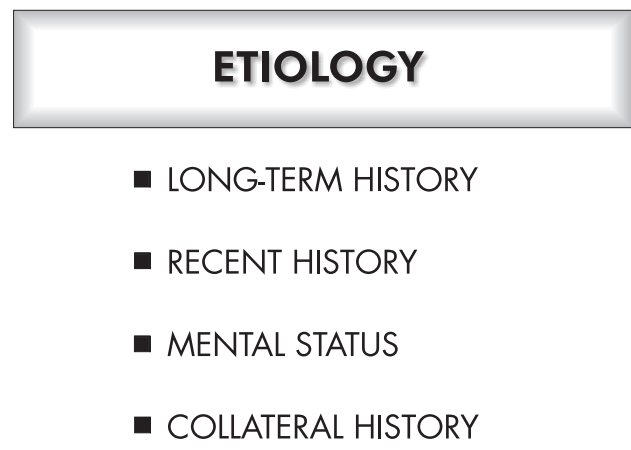 ETIOLOGY
■ LONG-TERM HISTORY
■ RECENT HISTORY
■ MENTAL STATUS
■ COLLATERAL HISTORY